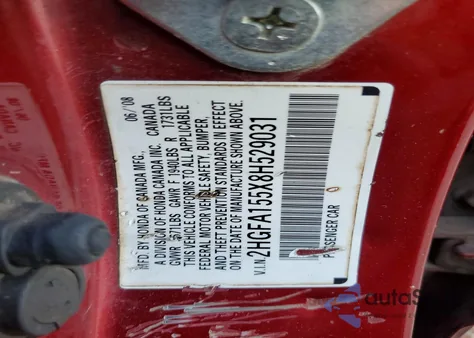 MFD. BY HONDA OF CANADA MFG., 06/08
A DIVISION OF HONDA CANADA INC. CANADA
GVWR 3671LBS GAWR F 1940LBS R 1731LBS
THIS VEHICLE CONFORMS TO ALL APPLICABLE
FEDERAL MOTOR VEHICLE SAFETY, BUMPER,
AND THEFT PREVENTION STANDARDS IN EFFECT
ON THE DATE OF MANUFACTURE SHOWN ABOVE.
V.I.N: 2HGFA155X8H529031
PASSENGER CAR